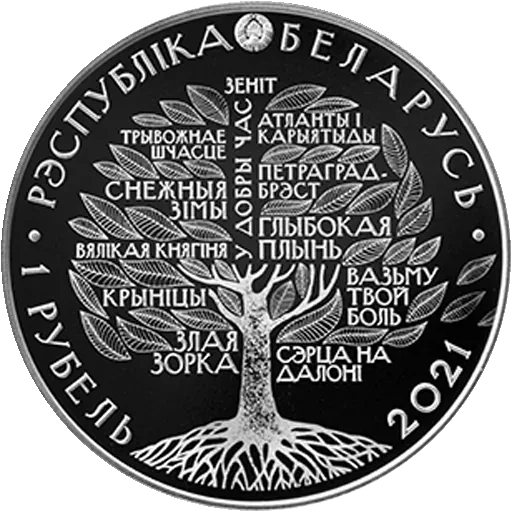 РЭСПУБЛІКА БЕЛАРУСЬ
ЗЕНІТ
У ДОБРЫ ЧАС
АТЛАНТЫ І
КАРЫЯТЫДЫ
ТРЫВОЖНАЕ
ШЧАСЦЕ
ПЕТРАГРАД-
БРЭСТ
СНЕЖНЫЯ
ЗІМЫ
ГЛЫБОКАЯ
ПЛЫНЬ
ВЯЛІКАЯ КНЯГІНЯ
ВАЗЬМУ
ТВОЙ
БОЛЬ
КРЫНІЦЫ
ЗЛАЯ
ЗОРКА
СЭРЦА НА
ДАЛОНІ
1 РУБЕЛЬ
2021